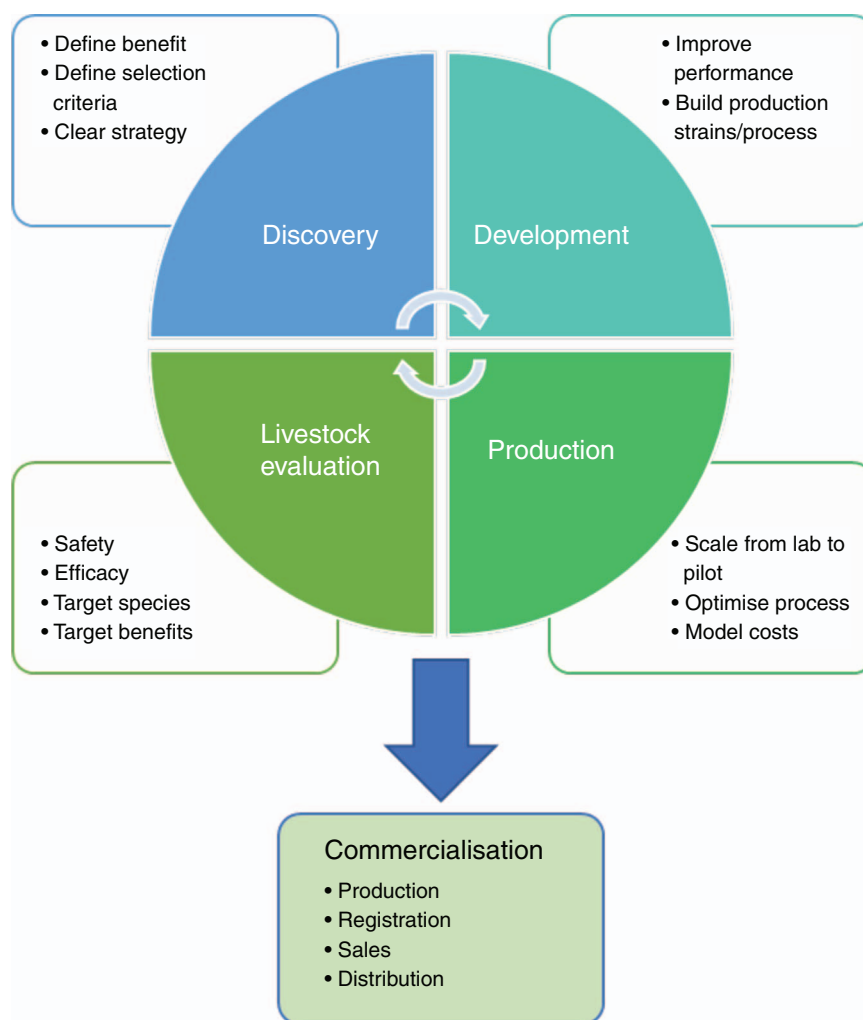 • Define benefit
• Define selection
criteria
• Clear strategy
• Improve
performance
• Build production
strains/process
Discovery
Development
Livestock
evaluation
Production
• Safety
• Efficacy
• Target species
• Target benefits
• Scale from lab to
pilot
• Optimise process
• Model costs
Commercialisation
• Production
• Registration
• Sales
• Distribution